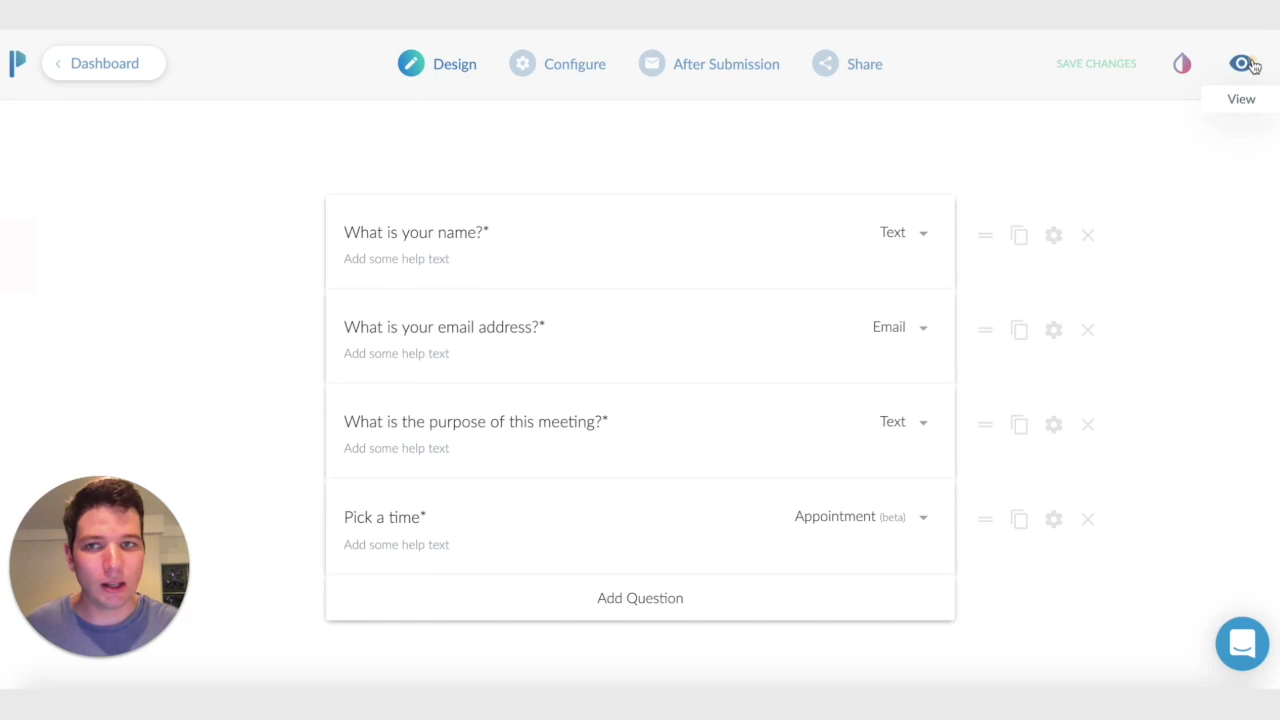 Dashboard
Design
Configure
After Submission
Share
SAVE CHANGES
View
What is your name?*
Text
Add some help text
What is your email address?*
Email
Add some help text
What is the purpose of this meeting?*
Text
Add some help text
Pick a time*
Appointment (beta)
Add some help text
Add Question